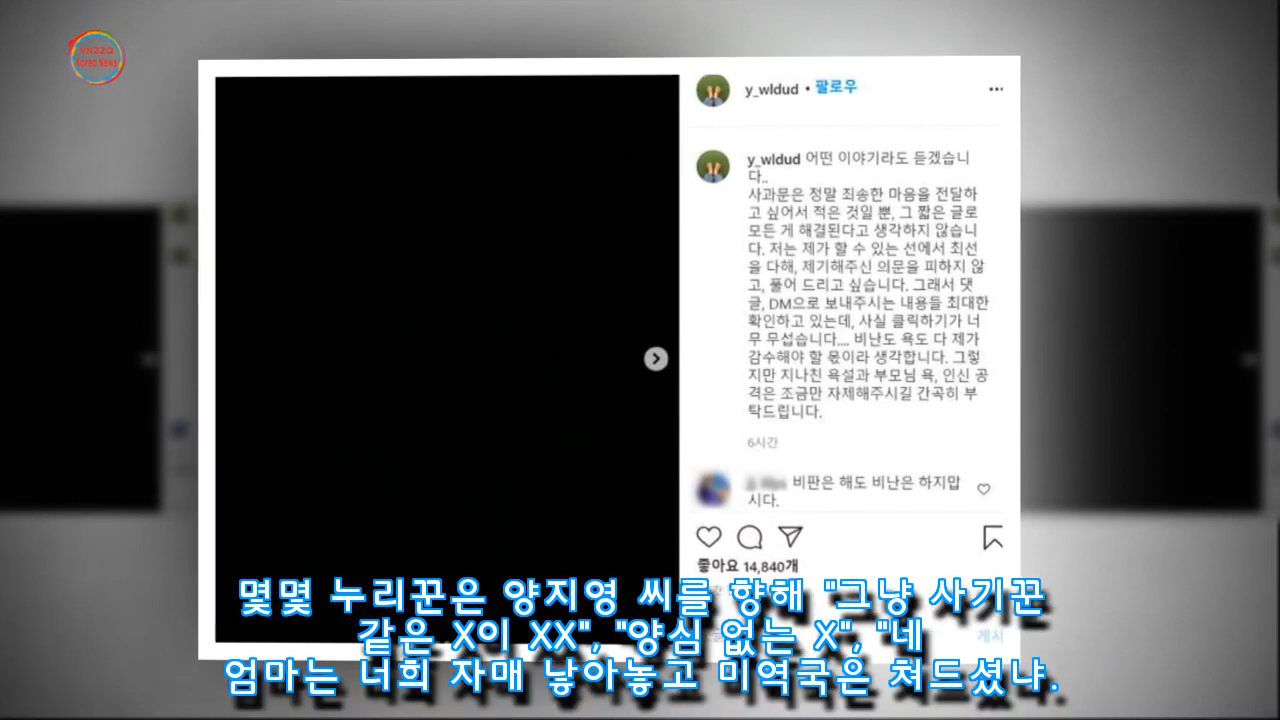 VN22Q
Korea News
y_wldud • 팔로우
y_wldud 어떤 이야기라도 듣겠습니
다..
사과문은 정말 죄송한 마음을 전달하
고 싶어서 적은 것일 뿐, 그 짧은 글로
모든 게 해결된다고 생각하지 않습니
다. 저는 제가 할 수 있는 선에서 최선
을 다해, 제기해주신 의문을 피하지 않
고, 풀어 드리고 싶습니다. 그래서 댓
글, DM으로 보내주시는 내용들 최대한
확인하고 있는데, 사실 클릭하기가 너
무 무섭습니다.... 비난도 욕도 다 제가
감수해야 할 몫이라 생각합니다. 그렇
지만 지나친 욕설과 부모님 욕, 인신 공
격은 조금만 자제해주시길 간곡히 부
탁드립니다.
6시간
비판은 해도 비난은 하지맙
시다.
좋아요 14,840개
게시
몇몇 누리꾼은 양지영 씨를 향해 "그냥 사기꾼
같은 X이 XX", "양심 없는 X", "네
엄마는 너희 자매 낳아놓고 미역국은 쳐드셨냐.